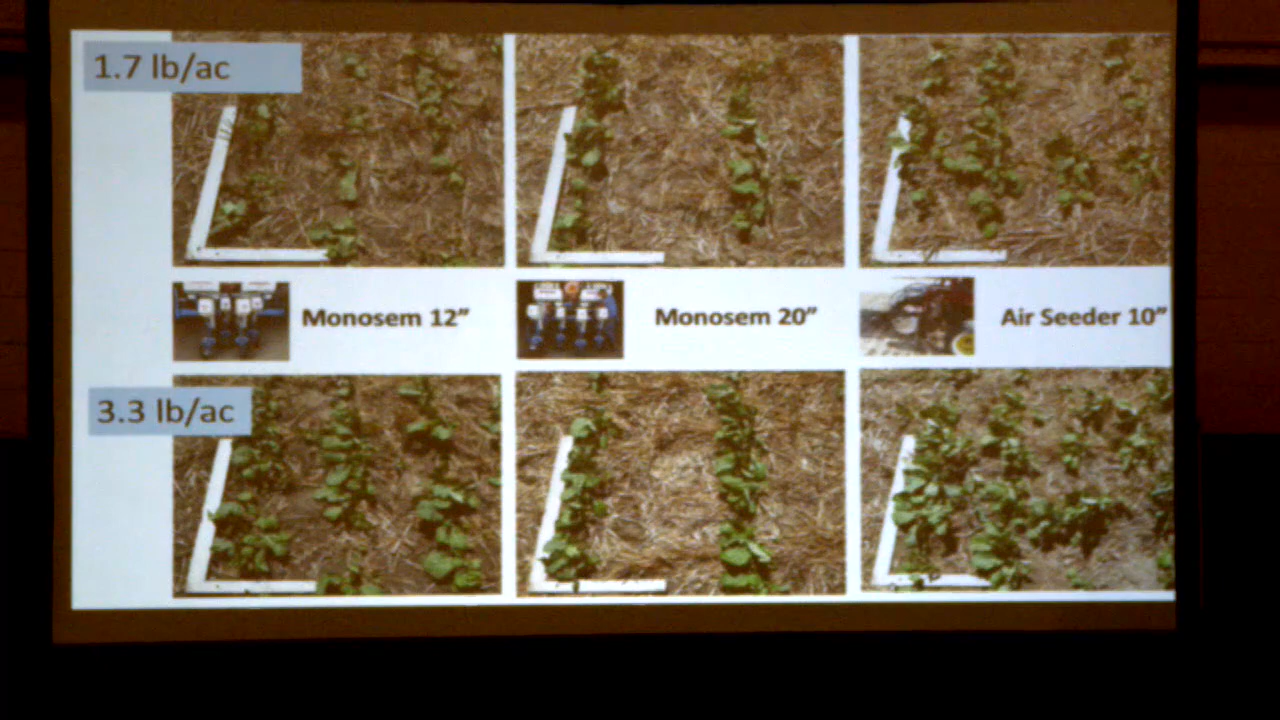 1.7 lb/ac
Monosem 12”
Monosem 20”
Air Seeder 10”
3.3 lb/ac